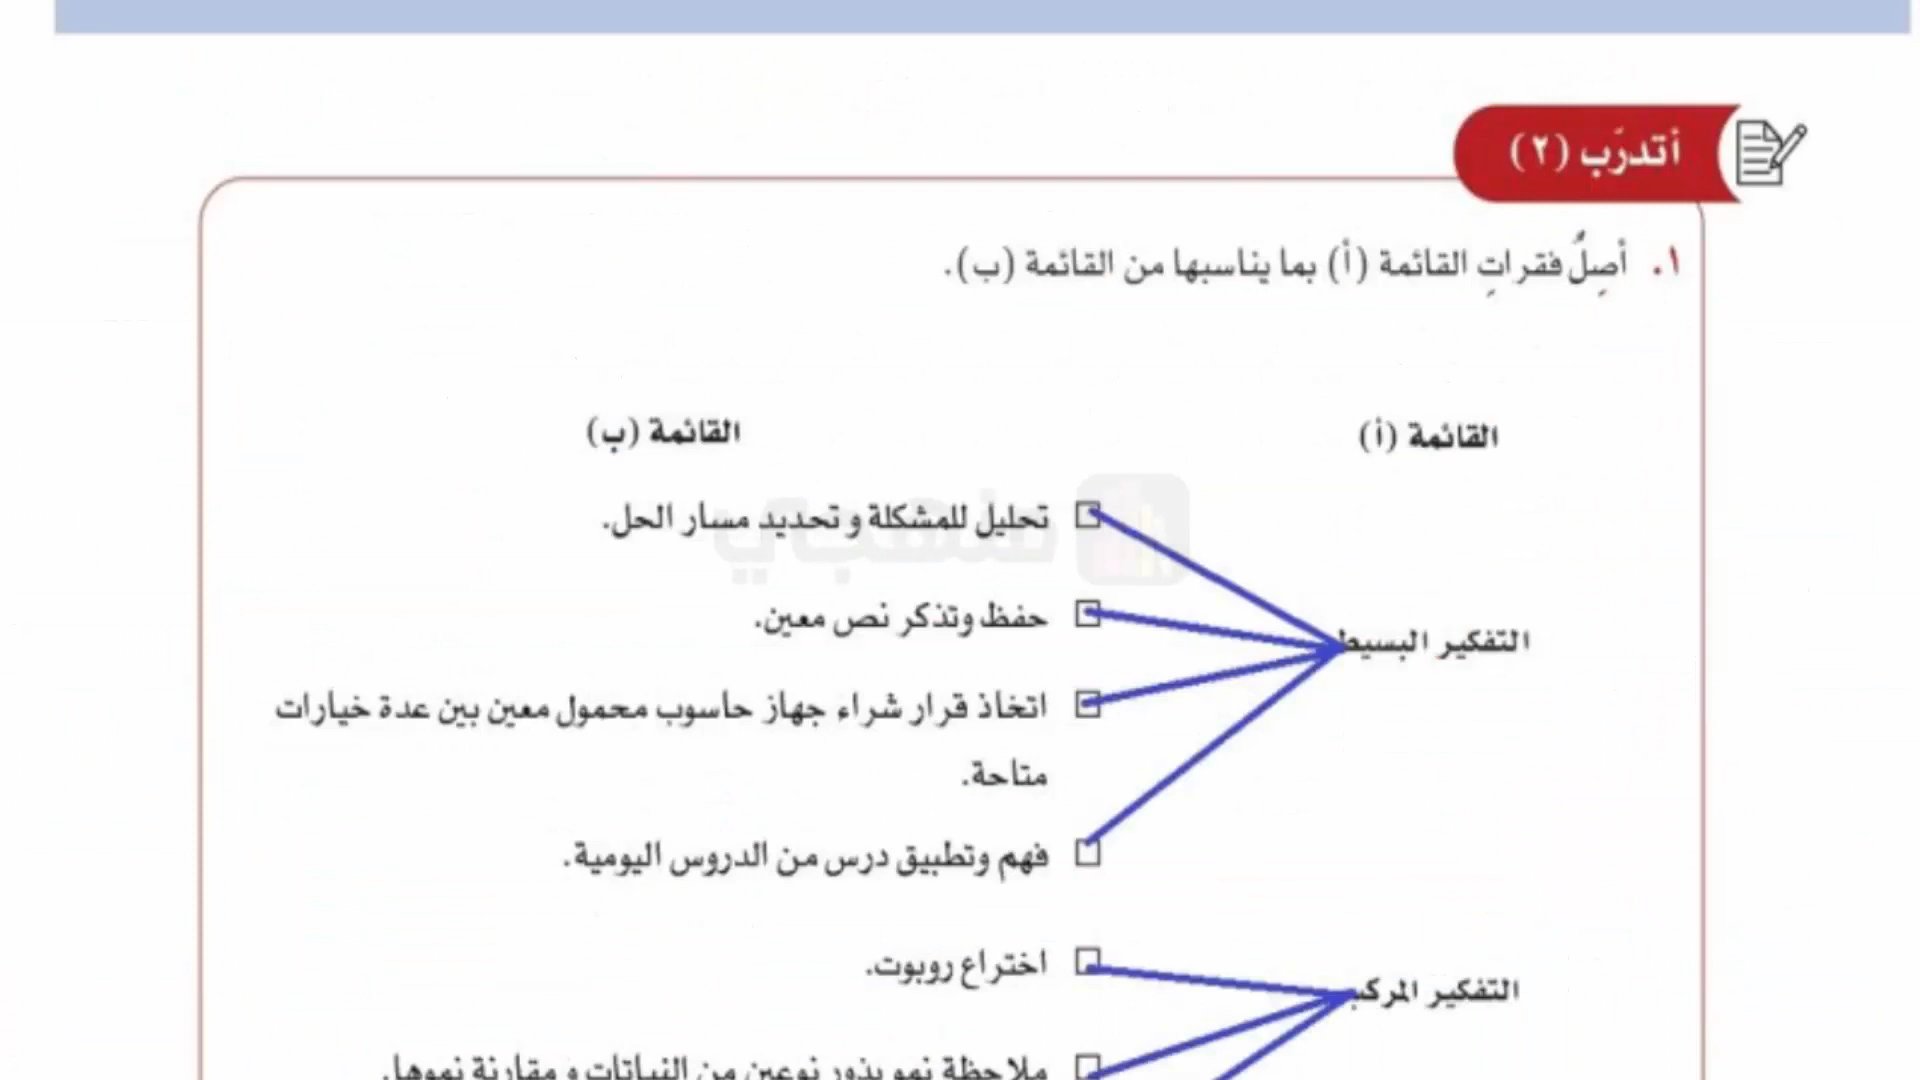 أتدرّب (٢)
١. أصِلُ فقراتِ القائمة (أ) بما يناسبها من القائمة (ب).
القائمة (أ)
القائمة (ب)
تحليل للمشكلة و تحديد مسار الحل.
منهجي
حفظ وتذكر نص معين.
التفكير البسيط
اتخاذ قرار شراء جهاز حاسوب محمول معين بين عدة خيارات
متاحة.
فهم وتطبيق درس من الدروس اليومية.
اختراع روبوت.
التفكير المركب
ملاحظة نمو بذور نوعين من النباتات و مقارنة نموها.